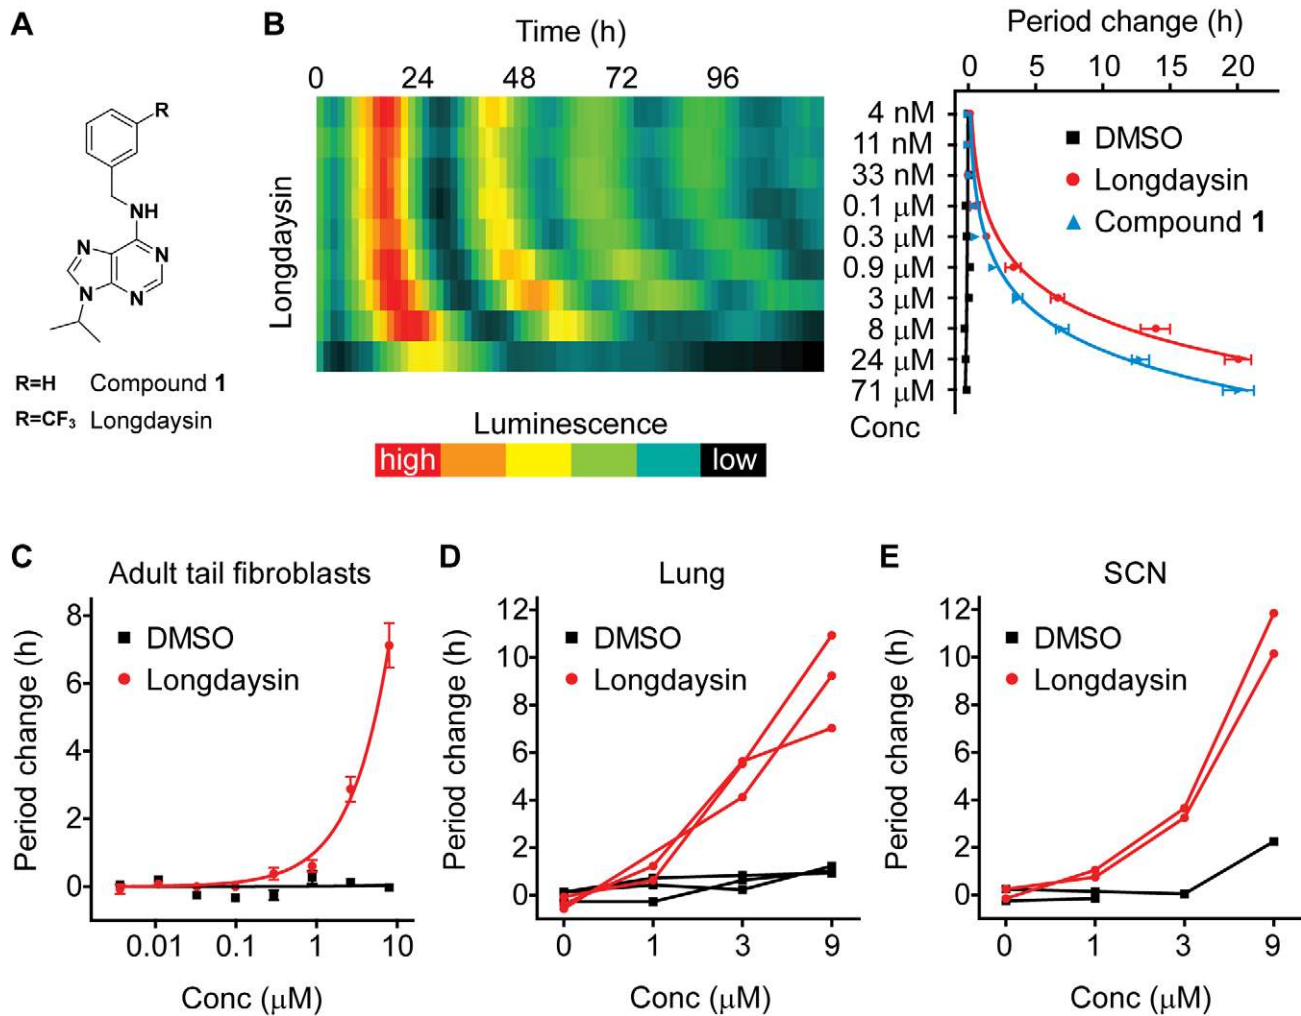 A
R
NH
N
N
N
N
R=H Compound 1
R=CF₃ Longdaysin
B
Time (h)
0 24 48 72 96
Longdaysin
Luminescence
high low
Period change (h)
0 5 10 15 20
4 nM
11 nM
33 nM
0.1 μM
0.3 μM
0.9 μM
3 μM
8 μM
24 μM
71 μM
Conc
DMSO
Longdaysin
Compound 1
C
Adult tail fibroblasts
DMSO
Longdaysin
Period change (h)
8
6
4
2
0
0.01 0.1 1 10
Conc (μM)
D
Lung
DMSO
Longdaysin
Period change (h)
12
10
8
6
4
2
0
0 1 3 9
Conc (μM)
E
SCN
DMSO
Longdaysin
Period change (h)
12
10
8
6
4
2
0
0 1 3 9
Conc (μM)